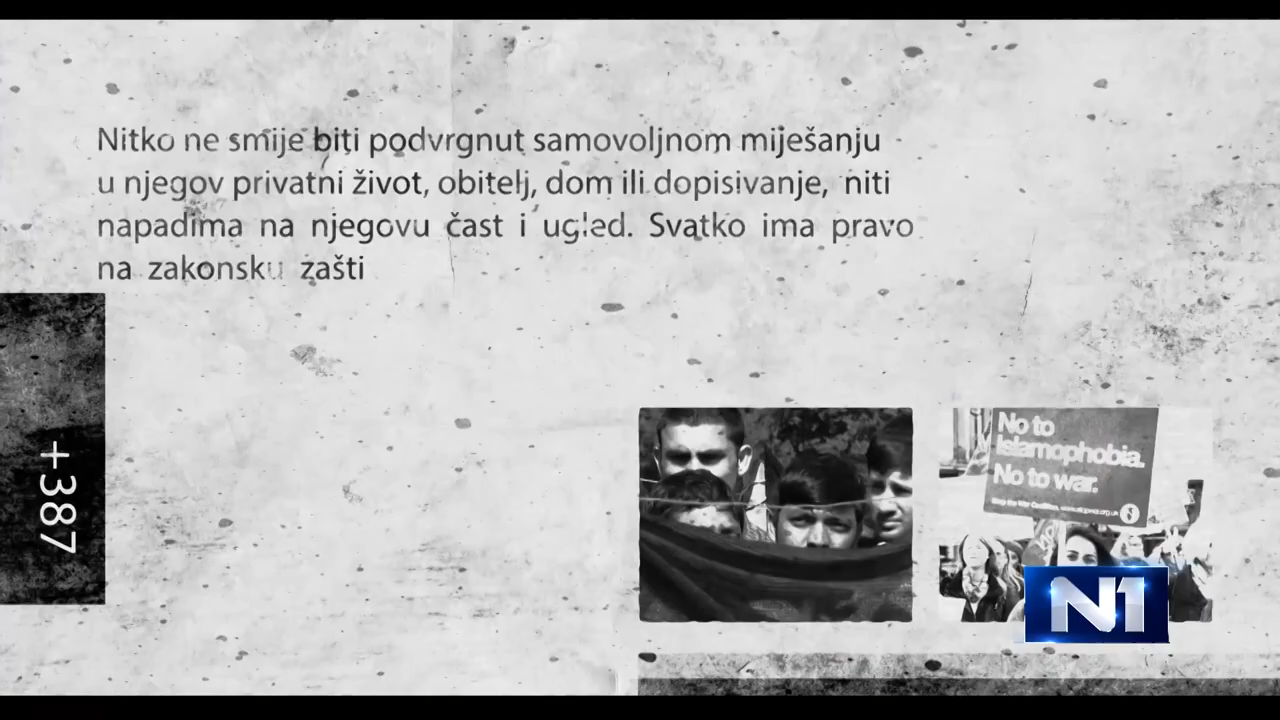 Nitko ne smije biti podvrgnut samovoljnom miješanju
u njegov privatni život, obitelj, dom ili dopisivanje, niti
napadima na njegovu čast i ugled. Svatko ima pravo
na zakonsku zašti
+387
No to
Islamophobia.
No to war.
N1